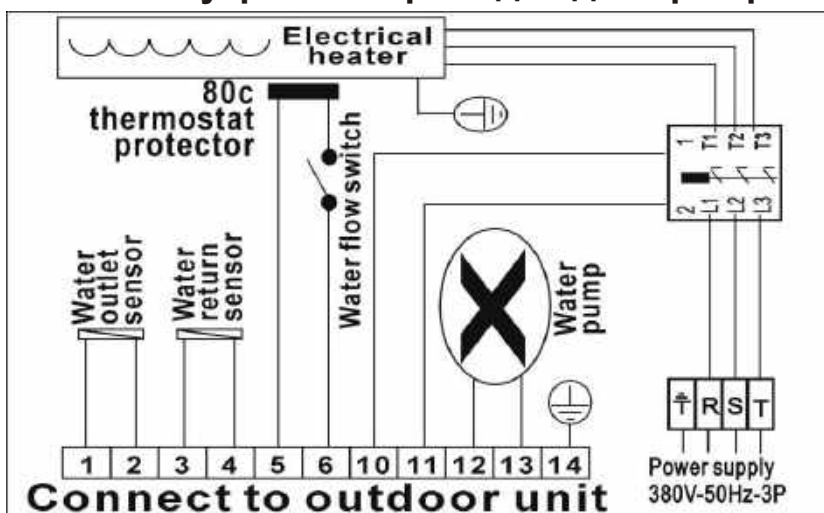 Electrical
heater
80c
thermostat
protector
Water flow switch
Water
outlet
sensor
Water
return
sensor
Water
pump
1 T1 T2 T3
2 L1 L2 L3
R S T
1 2 3 4 5 6 10 11 12 13 14
Power supply
380V-50Hz-3P
Connect to outdoor unit